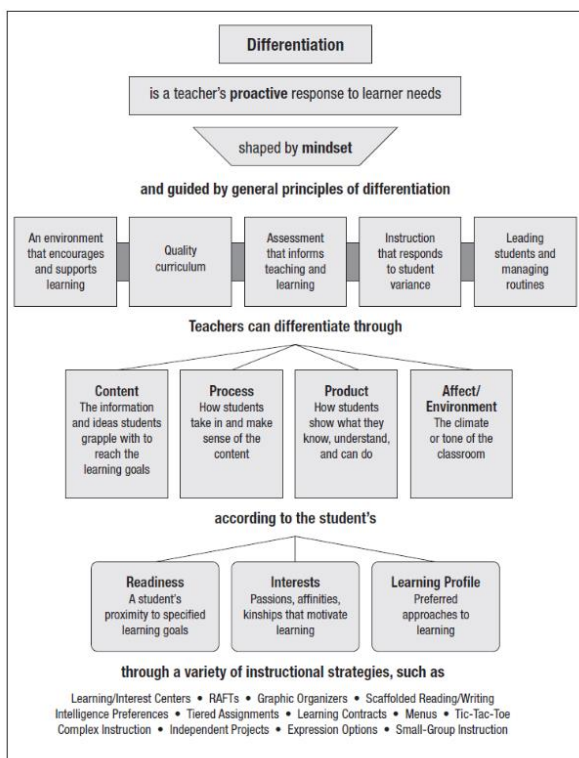 Differentiation
is a teacher's proactive response to learner needs
shaped by mindset
and guided by general principles of differentiation
An environment
that encourages
and supports
learning
Quality
curriculum
Assessment
that informs
teaching and
learning
Instruction
that responds
to student
variance
Leading
students and
managing
routines
Teachers can differentiate through
Content
The information
and ideas students
grapple with to
reach the
learning goals
Process
How students
take in and make
sense of the
content
Product
How students
show what they
know, understand,
and can do
Affect/
Environment
The climate
or tone of the
classroom
according to the student's
Readiness
A student's
proximity to specified
learning goals
Interests
Passions, affinities,
kinships that motivate
learning
Learning Profile
Preferred
approaches to
learning
through a variety of instructional strategies, such as
Learning/Interest Centers • RAFTs • Graphic Organizers • Scaffolded Reading/Writing
Intelligence Preferences • Tiered Assignments • Learning Contracts • Menus • Tic-Tac-Toe
Complex Instruction • Independent Projects • Expression Options • Small-Group Instruction